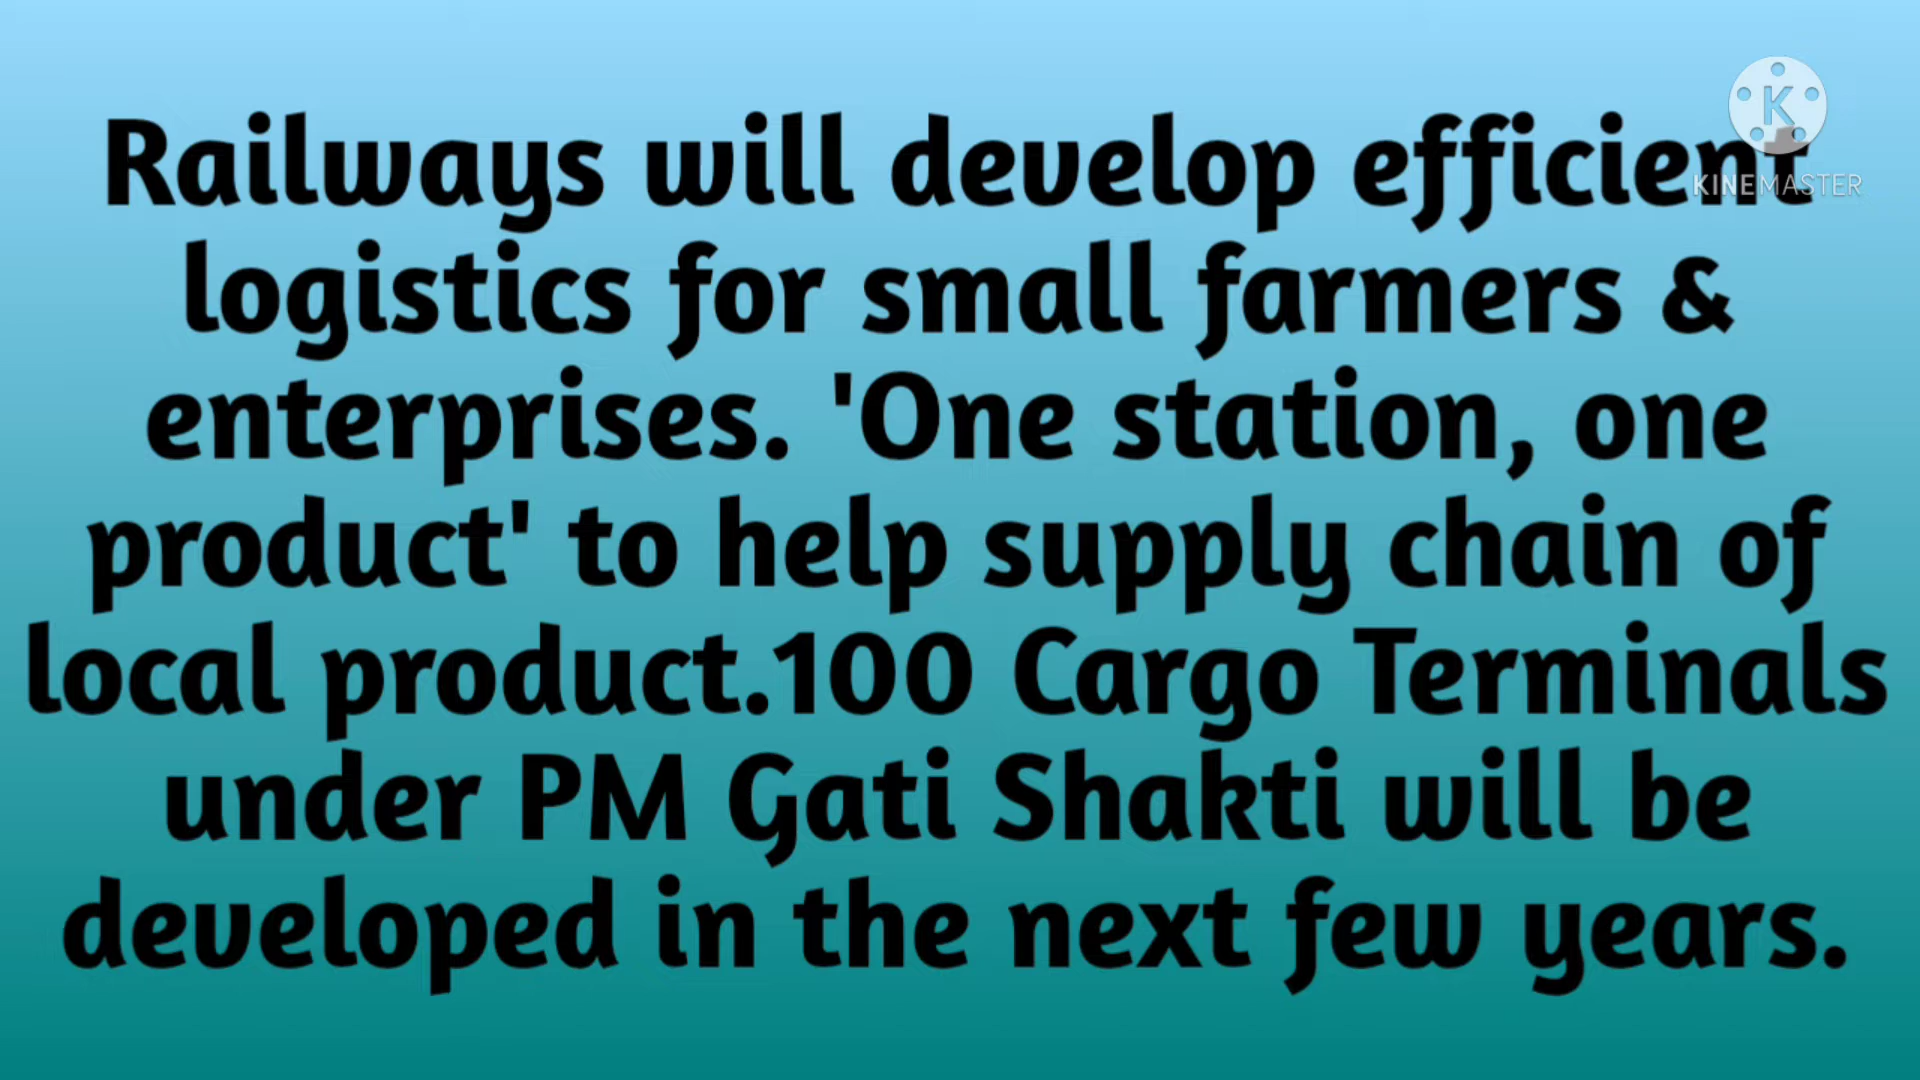 Railways will develop efficient
logistics for small farmers &
enterprises. 'One station, one
product' to help supply chain of
local product.100 Cargo Terminals
under PM Gati Shakti will be
developed in the next few years.
K
KINEMASTER